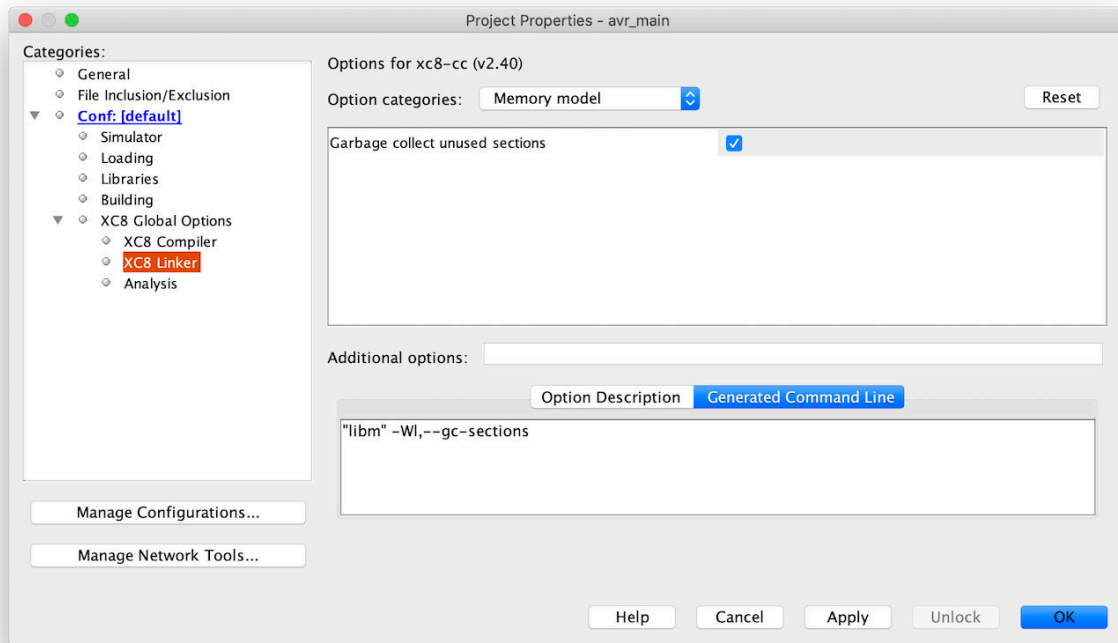 Project Properties - avr_main
Categories:
General
File Inclusion/Exclusion
Conf: [default]
Simulator
Loading
Libraries
Building
XC8 Global Options
XC8 Compiler
XC8 Linker
Analysis
Manage Configurations...
Manage Network Tools...
Options for xc8-cc (v2.40)
Option categories: Memory model Reset
Garbage collect unused sections
Additional options:
Option Description Generated Command Line
"libm" -Wl,--gc-sections
Help Cancel Apply Unlock OK